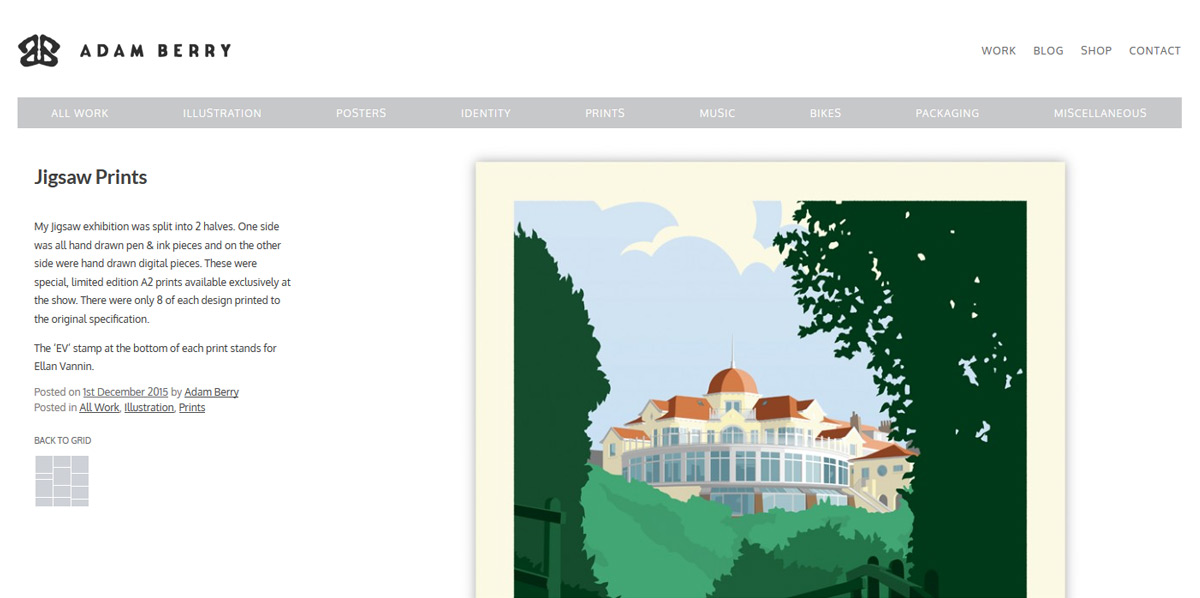 ADAM BERRY
WORK BLOG SHOP CONTACT
ALL WORK ILLUSTRATION POSTERS IDENTITY PRINTS MUSIC BIKES PACKAGING MISCELLANEOUS
Jigsaw Prints
My Jigsaw exhibition was split into 2 halves. One side
was all hand drawn pen & ink pieces and on the other
side were hand drawn digital pieces. These were
special, limited edition A2 prints available exclusively at
the show. There were only 8 of each design printed to
the original specification.
The ‘EV’ stamp at the bottom of each print stands for
Ellan Vannin.
Posted on 1st December 2015 by Adam Berry
Posted in All Work, Illustration, Prints
BACK TO GRID